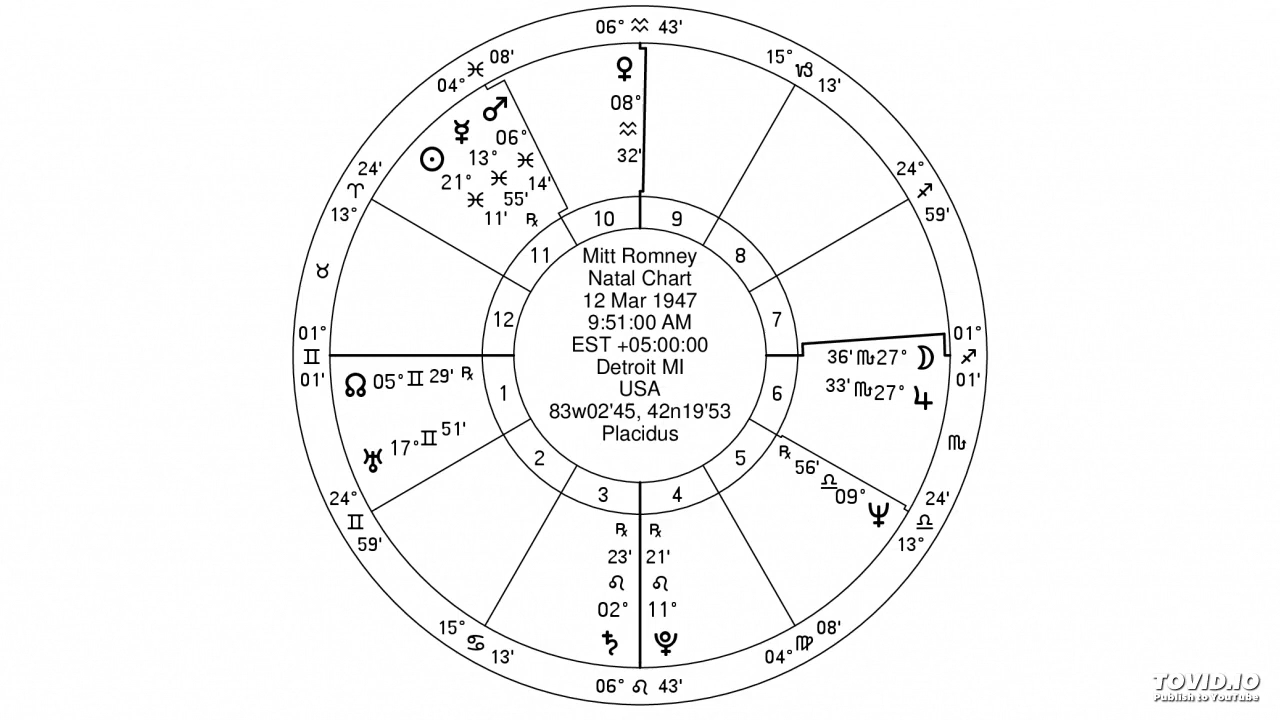 06° ♒ 43'
15° ♑ 13'
24° ♐ 59'
01° ♐ 01'
♏
24' ♎ 13°
08' ♍ 04°
06° ♌ 43'
15° ♋ 13'
24° ♊ 59'
01° ♊ 01'
♉
24' ♈ 13°
04° ♓ 08'
♀ 08° ♒ 32'
♂ 06° ♓ 14'
☿ 13° ♓ 55' ℞
☉ 21° ♓ 11'
☊ 05° ♊ 29' ℞
♅ 17° ♊ 51'
♄ 02° ♌ 23' ℞
♇ 11° ♌ 21' ℞
♆ 09° ♎ 56' ℞
♃ 27° ♏ 33'
☽ 27° ♏ 36'
1
2
3
4
5
6
7
8
9
10
11
12
Mitt Romney
Natal Chart
12 Mar 1947
9:51:00 AM
EST +05:00:00
Detroit MI
USA
83w02'45, 42n19'53
Placidus
TOVID.IO
Publish to YouTube